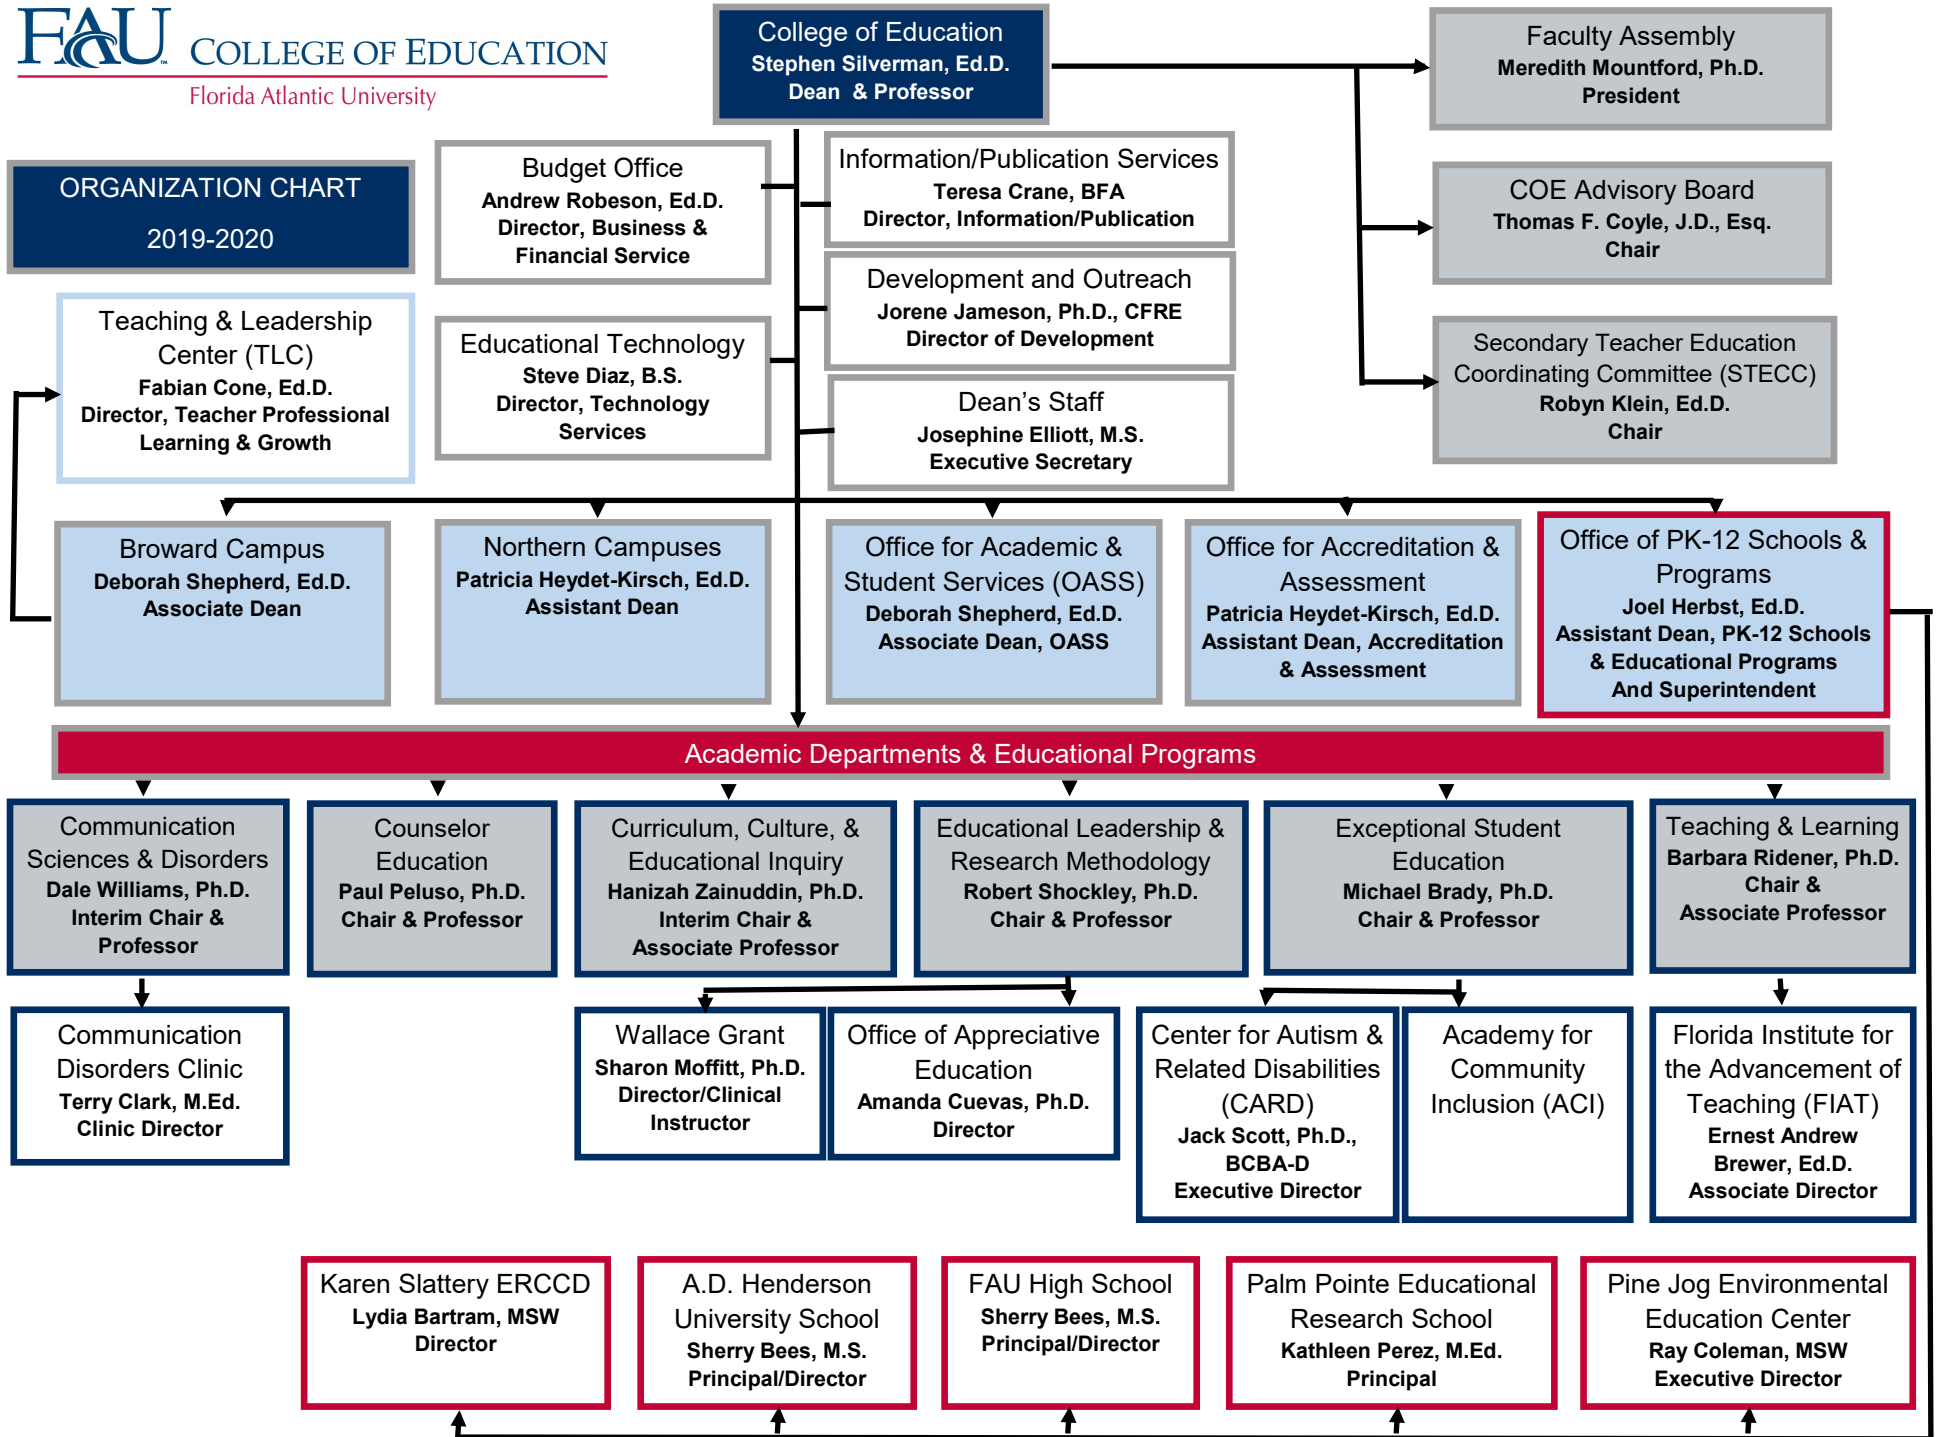 FAU COLLEGE OF EDUCATION
Florida Atlantic University
College of Education
Stephen Silverman, Ed.D.
Dean & Professor
Faculty Assembly
Meredith Mountford, Ph.D.
President
ORGANIZATION CHART
2019-2020
Budget Office
Andrew Robeson, Ed.D.
Director, Business &
Financial Service
Information/Publication Services
Teresa Crane, BFA
Director, Information/Publication
COE Advisory Board
Thomas F. Coyle, J.D., Esq.
Chair
Development and Outreach
Jorene Jameson, Ph.D., CFRE
Director of Development
Teaching & Leadership
Center (TLC)
Fabian Cone, Ed.D.
Director, Teacher Professional
Learning & Growth
Educational Technology
Steve Diaz, B.S.
Director, Technology
Services
Dean’s Staff
Josephine Elliott, M.S.
Executive Secretary
Secondary Teacher Education
Coordinating Committee (STECC)
Robyn Klein, Ed.D.
Chair
Broward Campus
Deborah Shepherd, Ed.D.
Associate Dean
Northern Campuses
Patricia Heydet-Kirsch, Ed.D.
Assistant Dean
Office for Academic &
Student Services (OASS)
Deborah Shepherd, Ed.D.
Associate Dean, OASS
Office for Accreditation &
Assessment
Patricia Heydet-Kirsch, Ed.D.
Assistant Dean, Accreditation
& Assessment
Office of PK-12 Schools &
Programs
Joel Herbst, Ed.D.
Assistant Dean, PK-12 Schools
& Educational Programs
And Superintendent
Academic Departments & Educational Programs
Communication
Sciences & Disorders
Dale Williams, Ph.D.
Interim Chair &
Professor
Counselor
Education
Paul Peluso, Ph.D.
Chair & Professor
Curriculum, Culture, &
Educational Inquiry
Hanizah Zainuddin, Ph.D.
Interim Chair &
Associate Professor
Educational Leadership &
Research Methodology
Robert Shockley, Ph.D.
Chair & Professor
Exceptional Student
Education
Michael Brady, Ph.D.
Chair & Professor
Teaching & Learning
Barbara Ridener, Ph.D.
Chair &
Associate Professor
Communication
Disorders Clinic
Terry Clark, M.Ed.
Clinic Director
Wallace Grant
Sharon Moffitt, Ph.D.
Director/Clinical
Instructor
Office of Appreciative
Education
Amanda Cuevas, Ph.D.
Director
Center for Autism &
Related Disabilities
(CARD)
Jack Scott, Ph.D.,
BCBA-D
Executive Director
Academy for
Community
Inclusion (ACI)
Florida Institute for
the Advancement of
Teaching (FIAT)
Ernest Andrew
Brewer, Ed.D.
Associate Director
Karen Slattery ERCCD
Lydia Bartram, MSW
Director
A.D. Henderson
University School
Sherry Bees, M.S.
Principal/Director
FAU High School
Sherry Bees, M.S.
Principal/Director
Palm Pointe Educational
Research School
Kathleen Perez, M.Ed.
Principal
Pine Jog Environmental
Education Center
Ray Coleman, MSW
Executive Director